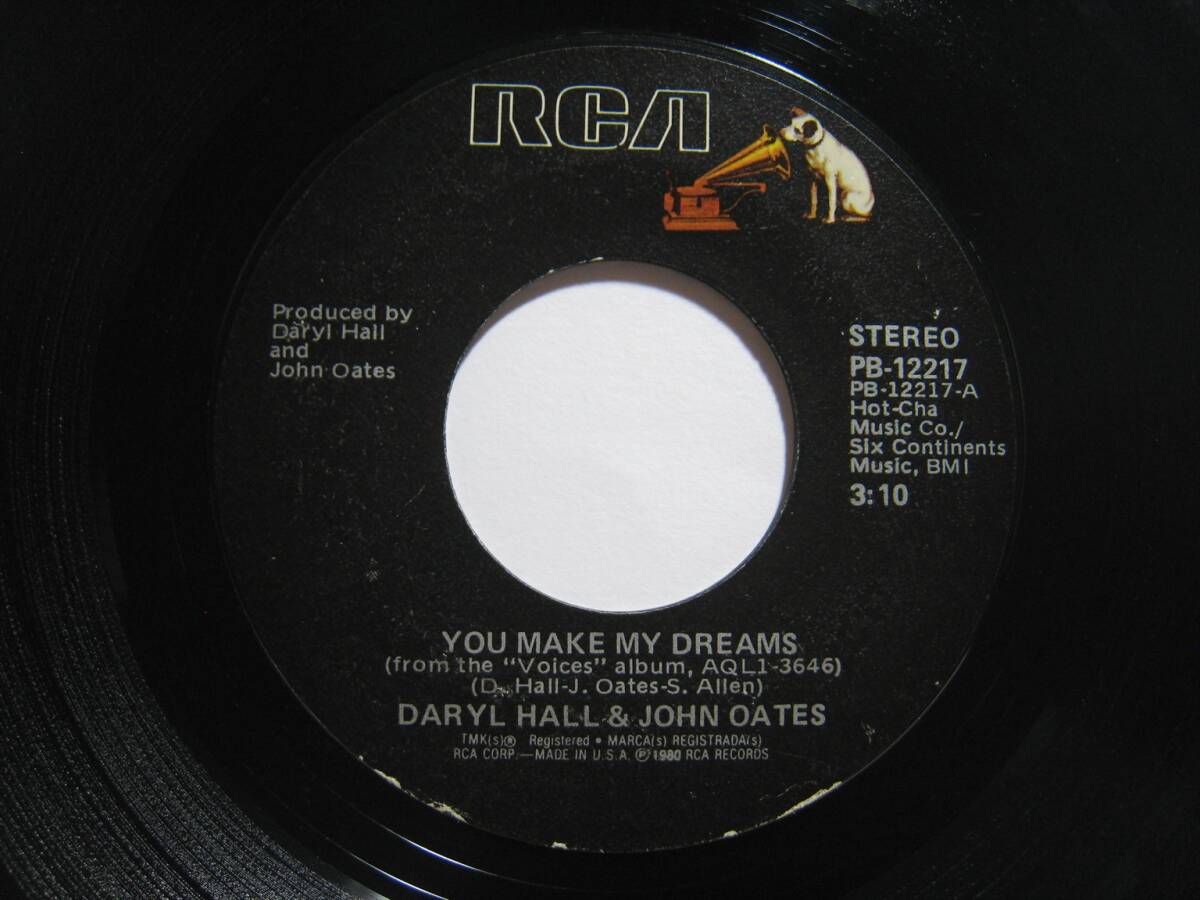 RCA
Produced by
Daryl Hall
and
John Oates
STEREO
PB-12217
PB-12217-A
Hot-Cha
Music Co./
Six Continents
Music, BMI
3:10
YOU MAKE MY DREAMS
(from the "Voices" album, AQL1-3646)
(D. Hall-J. Oates-S. Allen)
DARYL HALL & JOHN OATES
TMK(s)® Registered • MARCA(s) REGISTRADA(s)
RCA CORP.—MADE IN U.S.A. ℗ 1980 RCA RECORDS